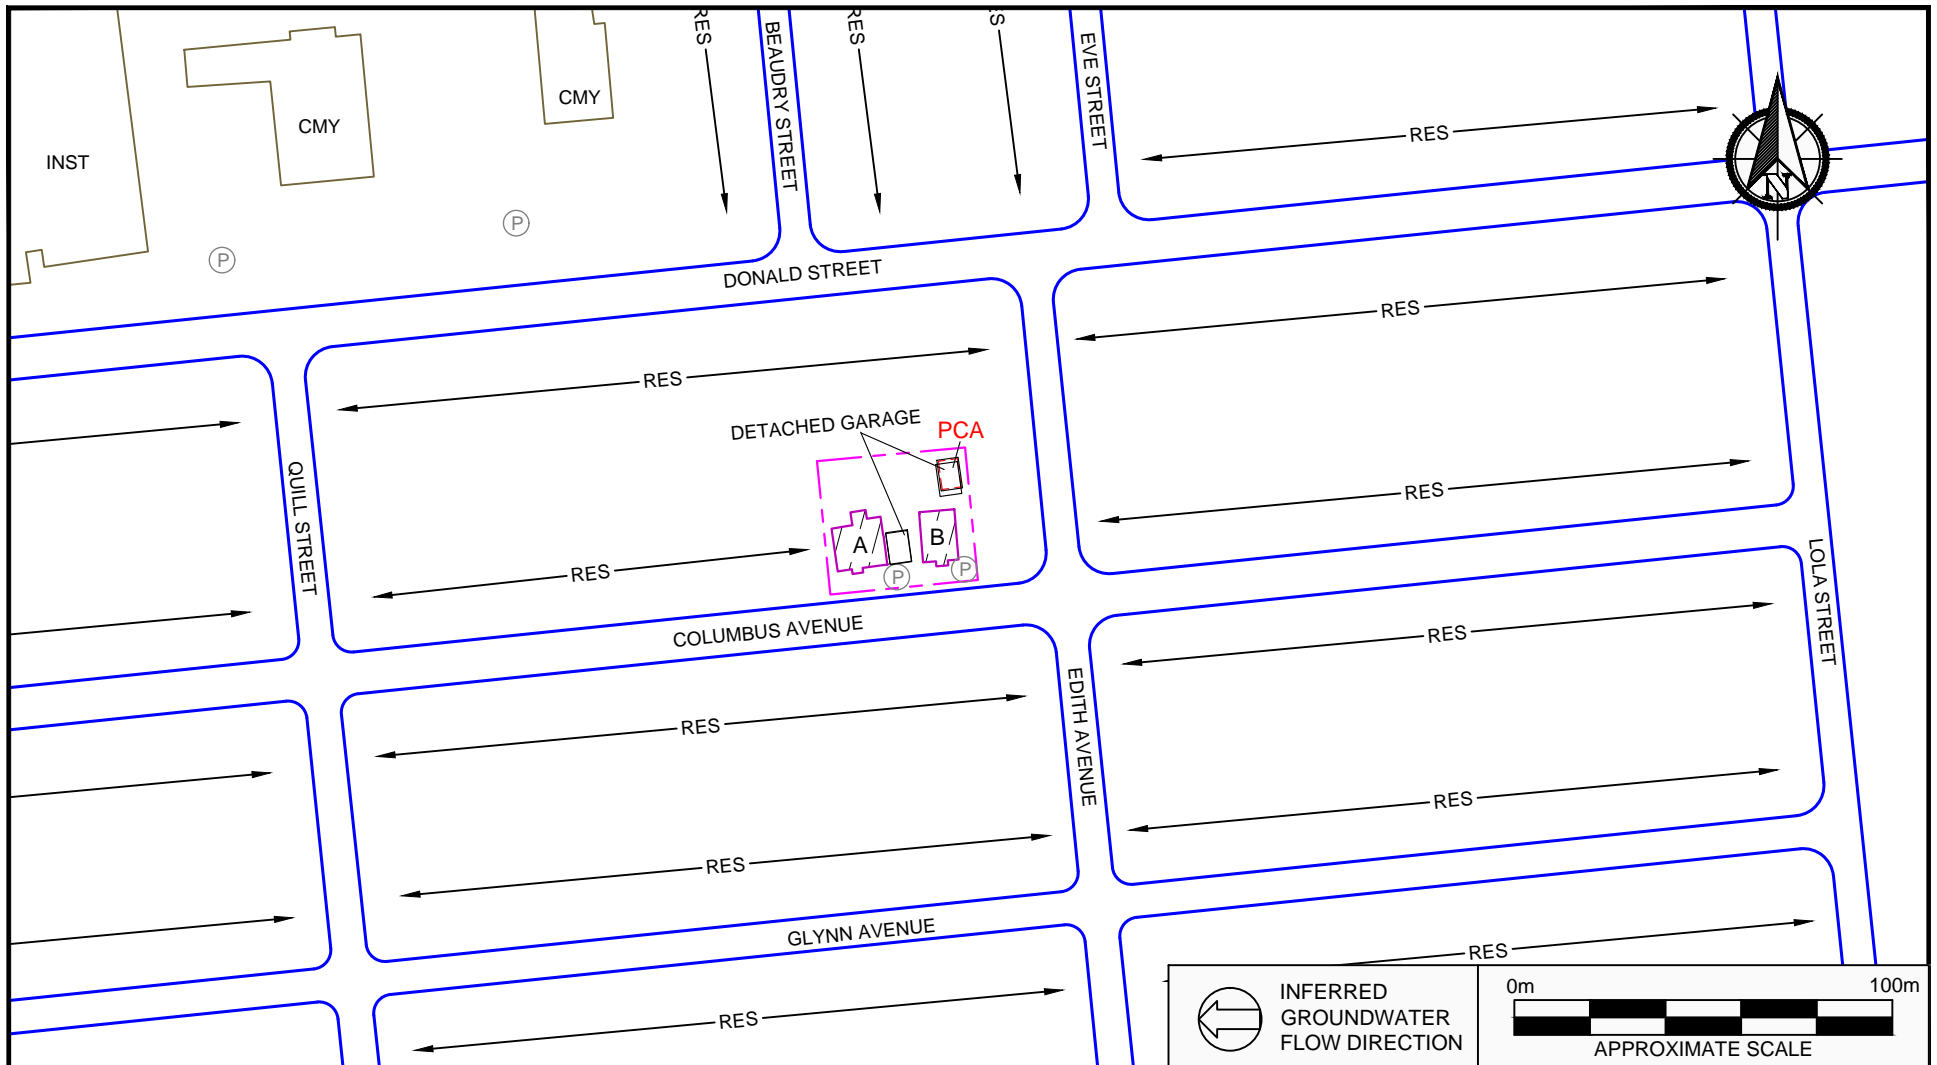 RES
BEAUDRY STREET
RES
RES
EVE STREET
CMY
CMY
INST
RES
N
P
P
DONALD STREET
RES
RES
DETACHED GARAGE
PCA
QUILL STREET
RES
A
B
P
P
RES
LOLA STREET
COLUMBUS AVENUE
RES
EDITH AVENUE
RES
RES
RES
GLYNN AVENUE
RES
RES
INFERRED
GROUNDWATER
FLOW DIRECTION
0m
100m
APPROXIMATE SCALE